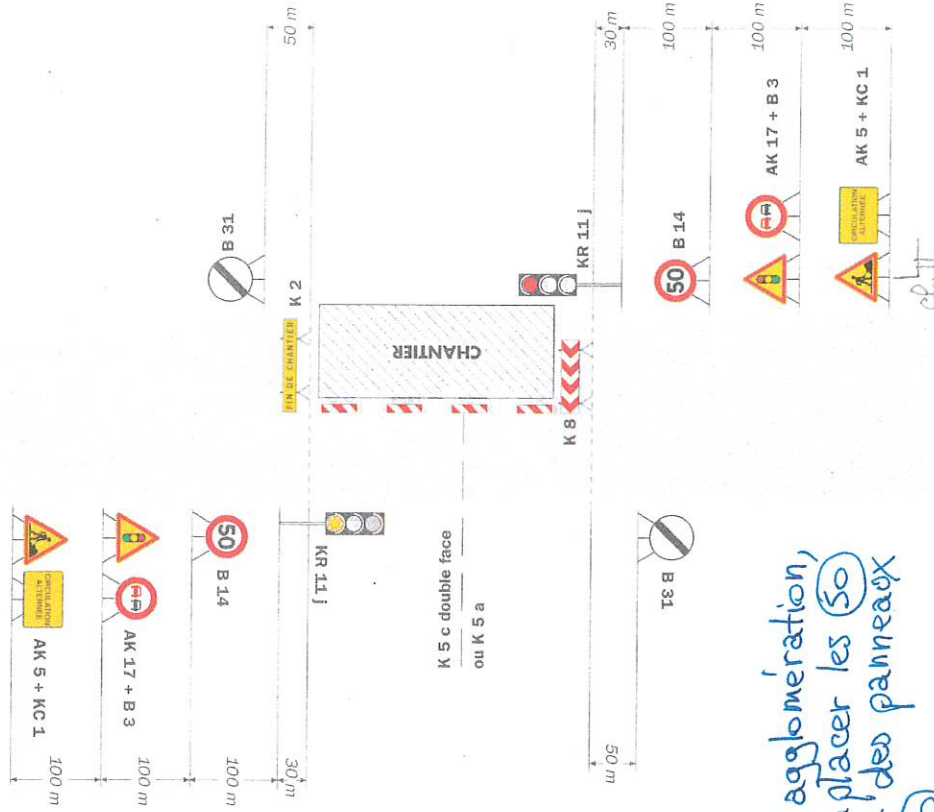 50 m
30 m
100 m
100 m
100 m
B 31
K 2
FIN DE CHANTIER
CHANTIER
KR 11 j
50
B 14
AK 17 + B 3
CIRCULATION
ALTERNÉE
AK 5 + KC 1
K 8
CIRCULATION
ALTERNÉE
AK 5 + KC 1
AK 17 + B 3
50
B 14
KR 11 j
K 5 c double face
ou K 5 a
B 31
100 m
100 m
100 m
30 m
50 m
agglomération,
placer les 50
des panneaux